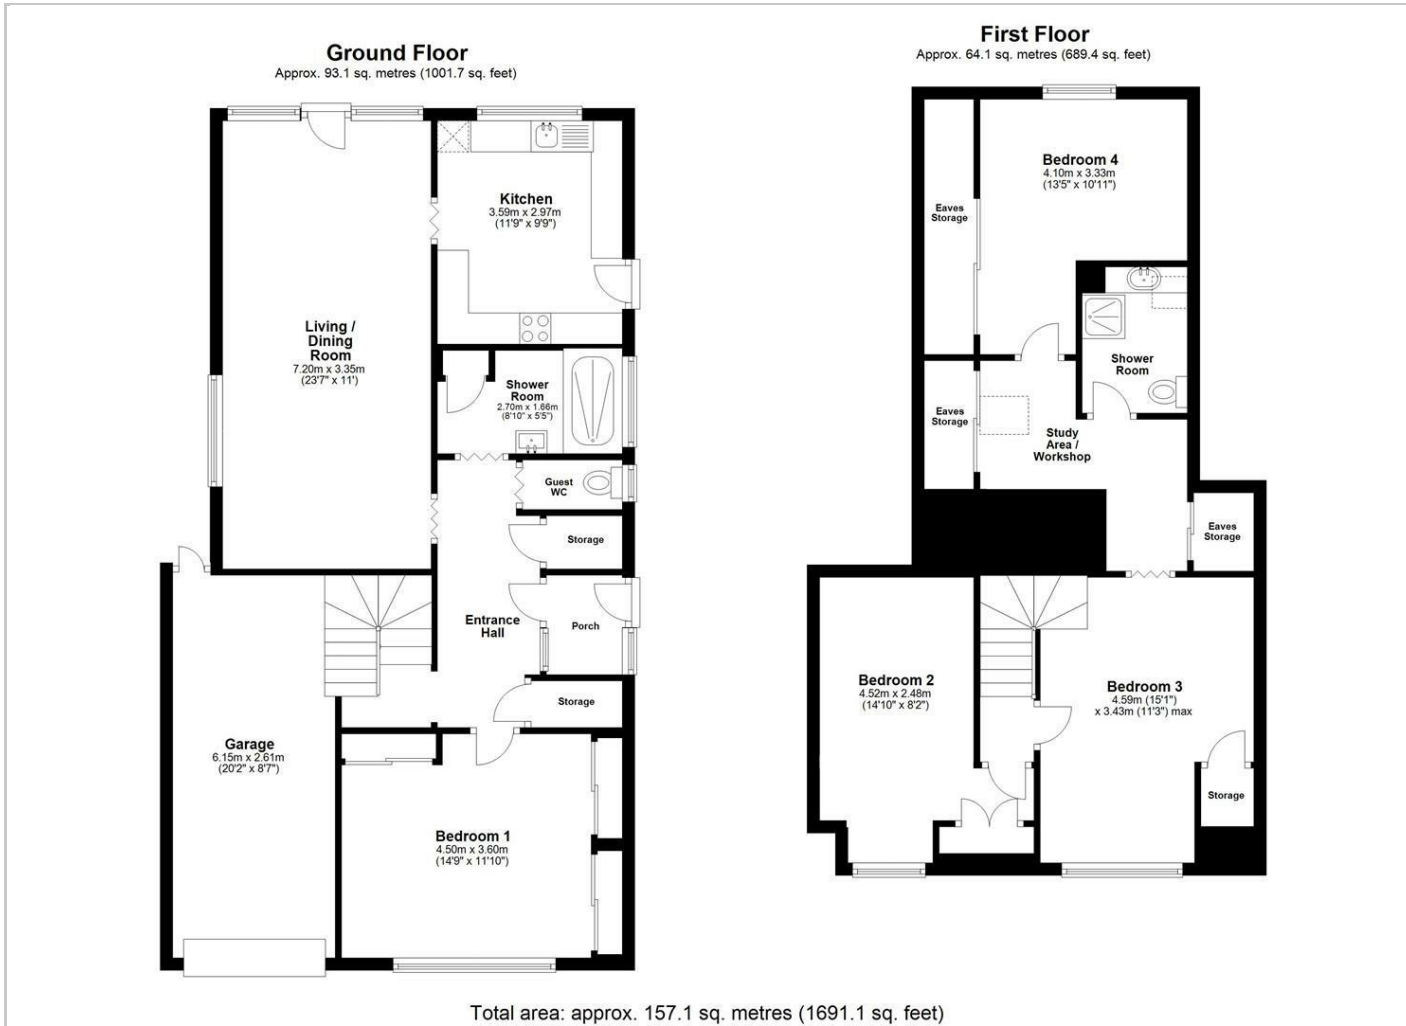 Ground Floor
Approx. 93.1 sq. metres (1001.7 sq. feet)
Kitchen
3.59m x 2.97m
(11'9" x 9'9")
Living /
Dining
Room
7.20m x 3.35m
(23'7" x 11')
Shower
Room
2.70m x 1.66m
(8'10" x 5'5")
Guest
WC
Storage
Entrance
Hall
Porch
Storage
Garage
6.15m x 2.61m
(20'2" x 8'7")
Bedroom 1
4.50m x 3.60m
(14'9" x 11'10")
First Floor
Approx. 64.1 sq. metres (689.4 sq. feet)
Bedroom 4
4.10m x 3.33m
(13'5" x 10'11")
Eaves
Storage
Shower
Room
Eaves
Storage
Study
Area /
Workshop
Eaves
Storage
Bedroom 2
4.52m x 2.48m
(14'10" x 8'2")
Bedroom 3
4.59m (15'1")
x 3.43m (11'3") max
Storage
Total area: approx. 157.1 sq. metres (1691.1 sq. feet)